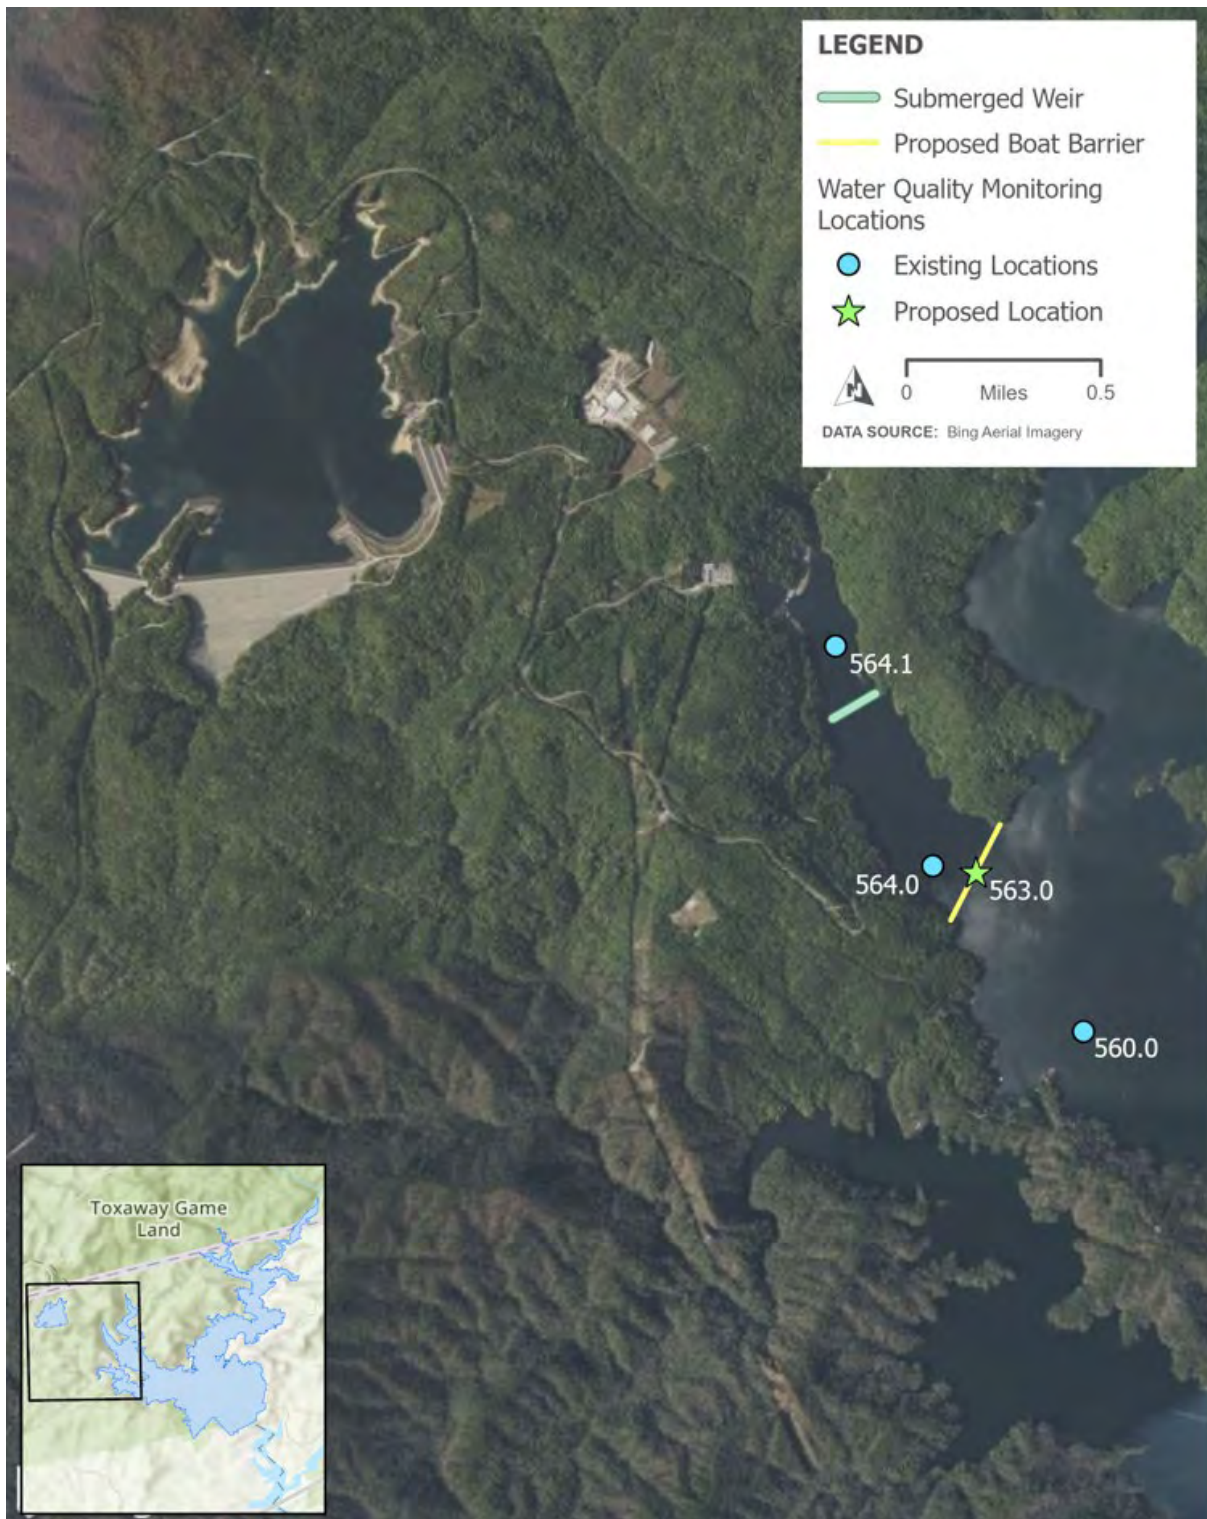 LEGEND
Submerged Weir
Proposed Boat Barrier
Water Quality Monitoring
Locations
Existing Locations
Proposed Location
N
0 Miles 0.5
DATA SOURCE: Bing Aerial Imagery
564.1
564.0
563.0
560.0
Toxaway Game
Land